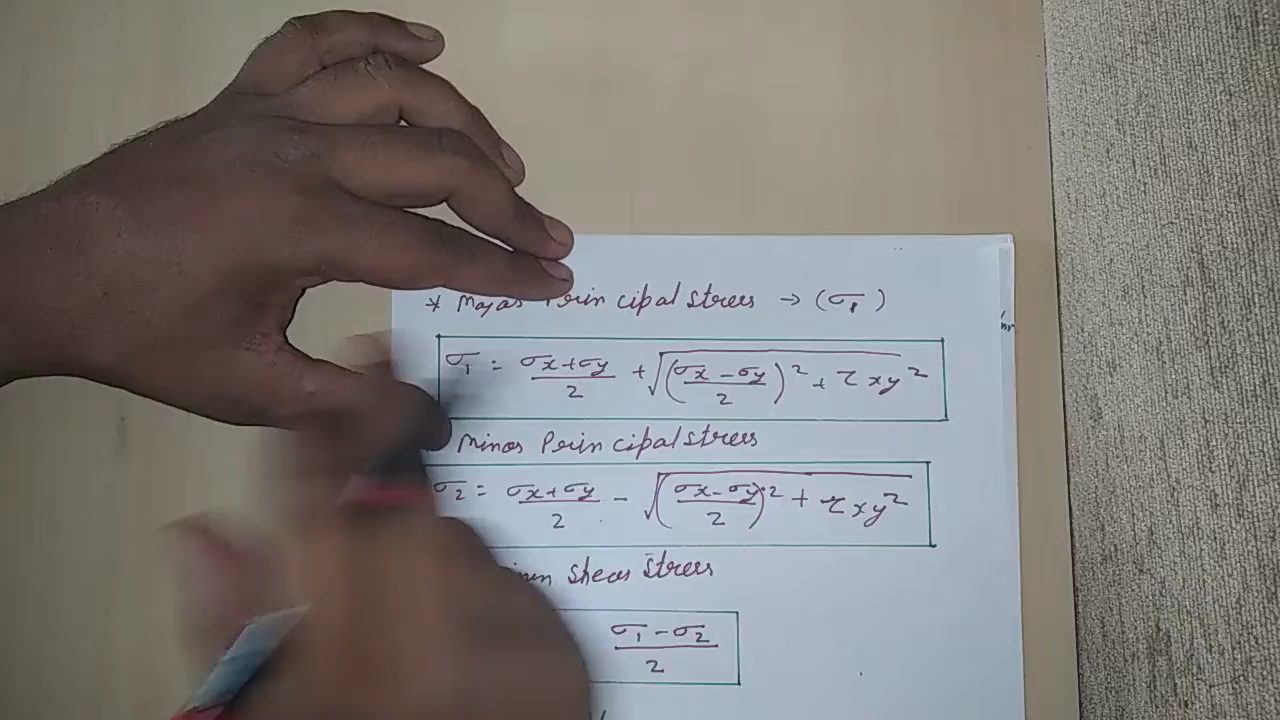 * Major Principal stress → (σ1)
σ1 = σx+σy/2 + √(σx-σy/2)² + τxy²
Minor Principal stress
σ2 = σx+σy/2 - √(σx-σy/2)² + τxy²
Shear stress
σ1-σ2/2